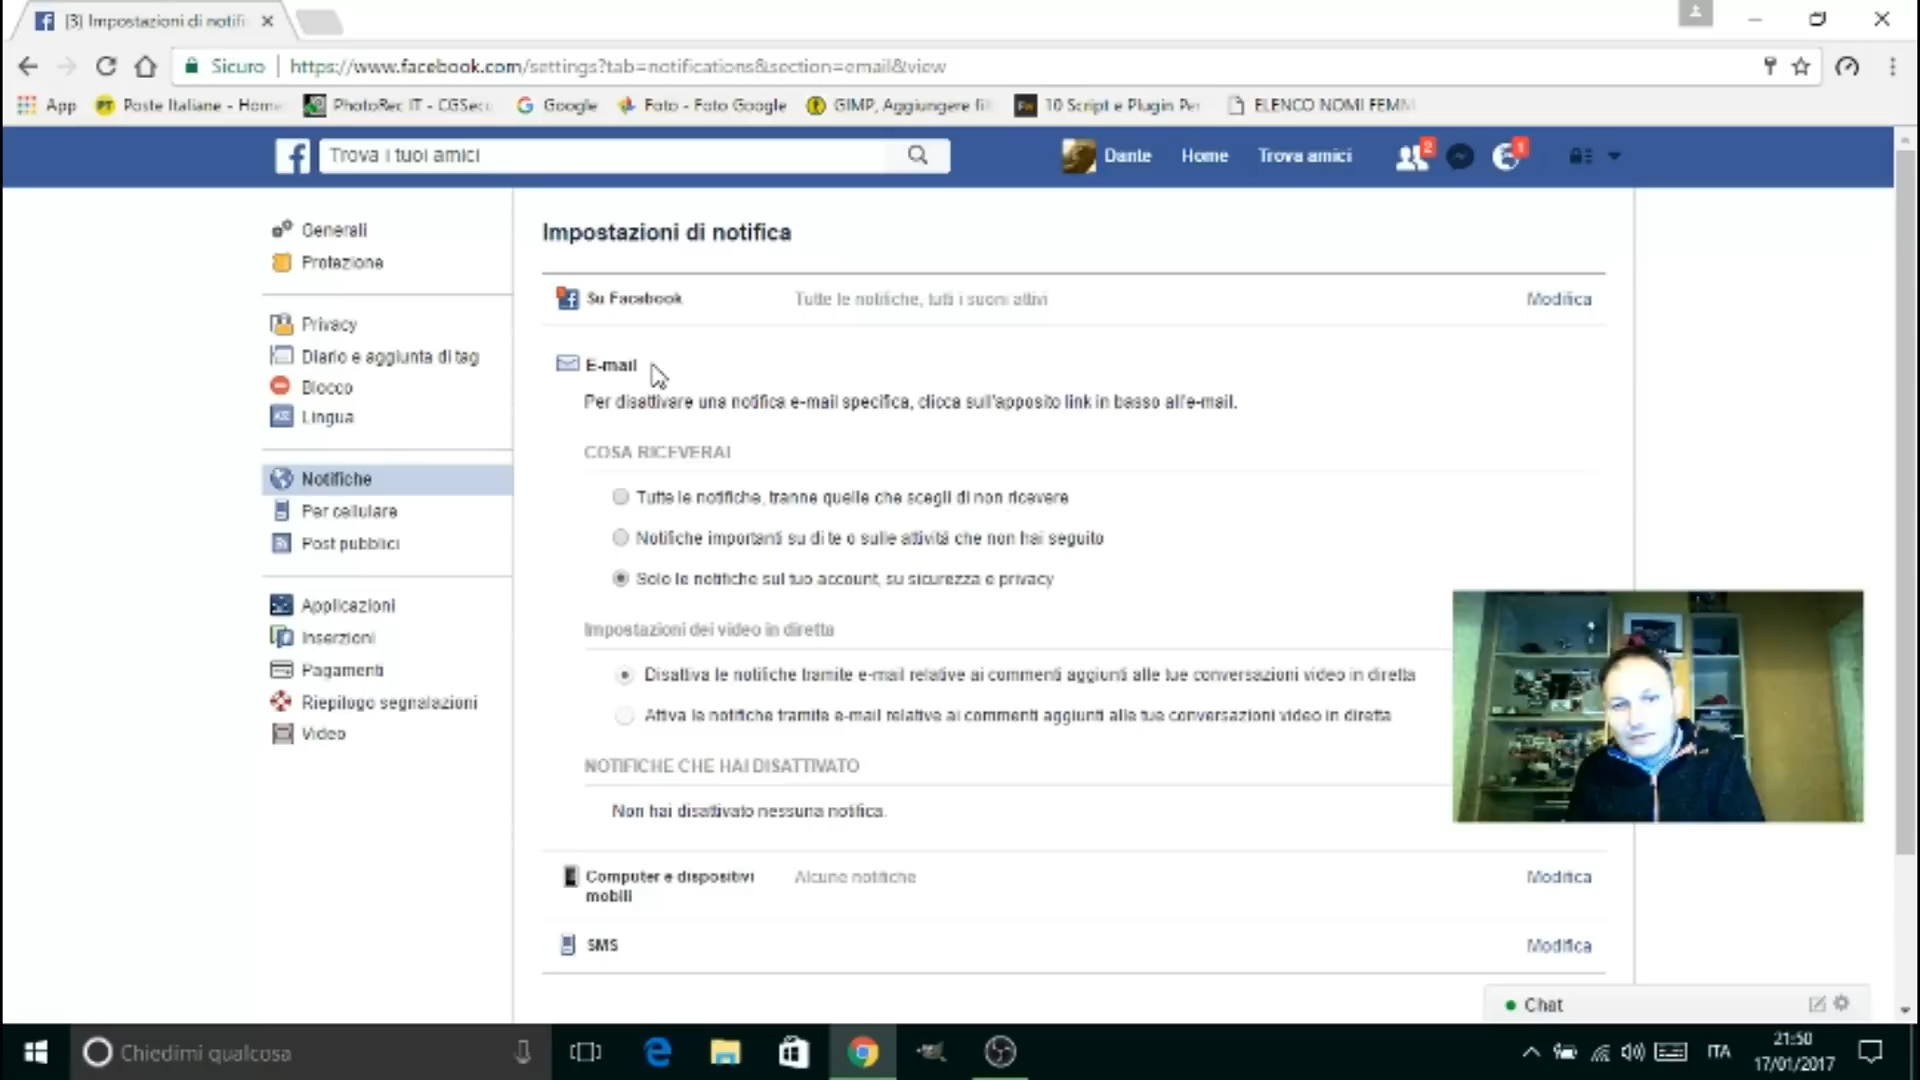 [3] Impostazioni di notifi
Sicuro
https://www.facebook.com/settings?tab=notifications&section=email&view
App
Poste Italiane - Home
PhotoRec IT - CGSecu
Google
Foto - Foto Google
GIMP, Aggiungere fil
10 Script e Plugin Per
ELENCO NOMI FEMM
Trova i tuoi amici
Dante
Home
Trova amici
2
1
Generali
Protezione
Privacy
Diario e aggiunta di tag
Blocco
Lingua
Notifiche
Per cellulare
Post pubblici
Applicazioni
Inserzioni
Pagamenti
Riepilogo segnalazioni
Video
Impostazioni di notifica
Su Facebook
Tutte le notifiche, tutti i suoni attivi
Modifica
E-mail
Per disattivare una notifica e-mail specifica, clicca sull'apposito link in basso all'e-mail.
COSA RICEVERAI
Tutte le notifiche, tranne quelle che scegli di non ricevere
Notifiche importanti su di te o sulle attività che non hai seguito
Solo le notifiche sul tuo account, su sicurezza e privacy
Impostazioni dei video in diretta
Disattiva le notifiche tramite e-mail relative ai commenti aggiunti alle tue conversazioni video in diretta
Attiva le notifiche tramite e-mail relative ai commenti aggiunti alle tue conversazioni video in diretta
NOTIFICHE CHE HAI DISATTIVATO
Non hai disattivato nessuna notifica.
Computer e dispositivi
mobili
Alcune notifiche
Modifica
SMS
Modifica
Chat
Chiedimi qualcosa
ITA
21:50
17/01/2017